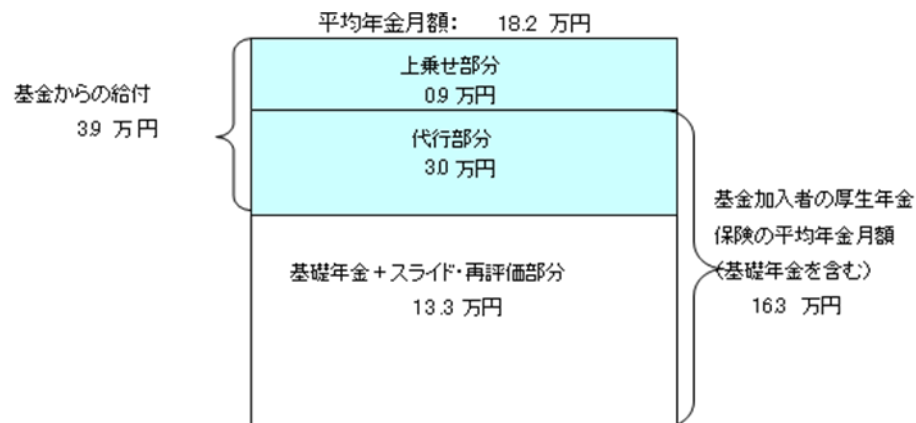 平均年金月額: 18.2 万円
上乗せ部分
0.9 万円
基金からの給付
3.9 万円
代行部分
3.0 万円
基金加入者の厚生年金
保険の平均年金月額
(基礎年金を含む)
16.3 万円
基礎年金+スライド・再評価部分
13.3 万円